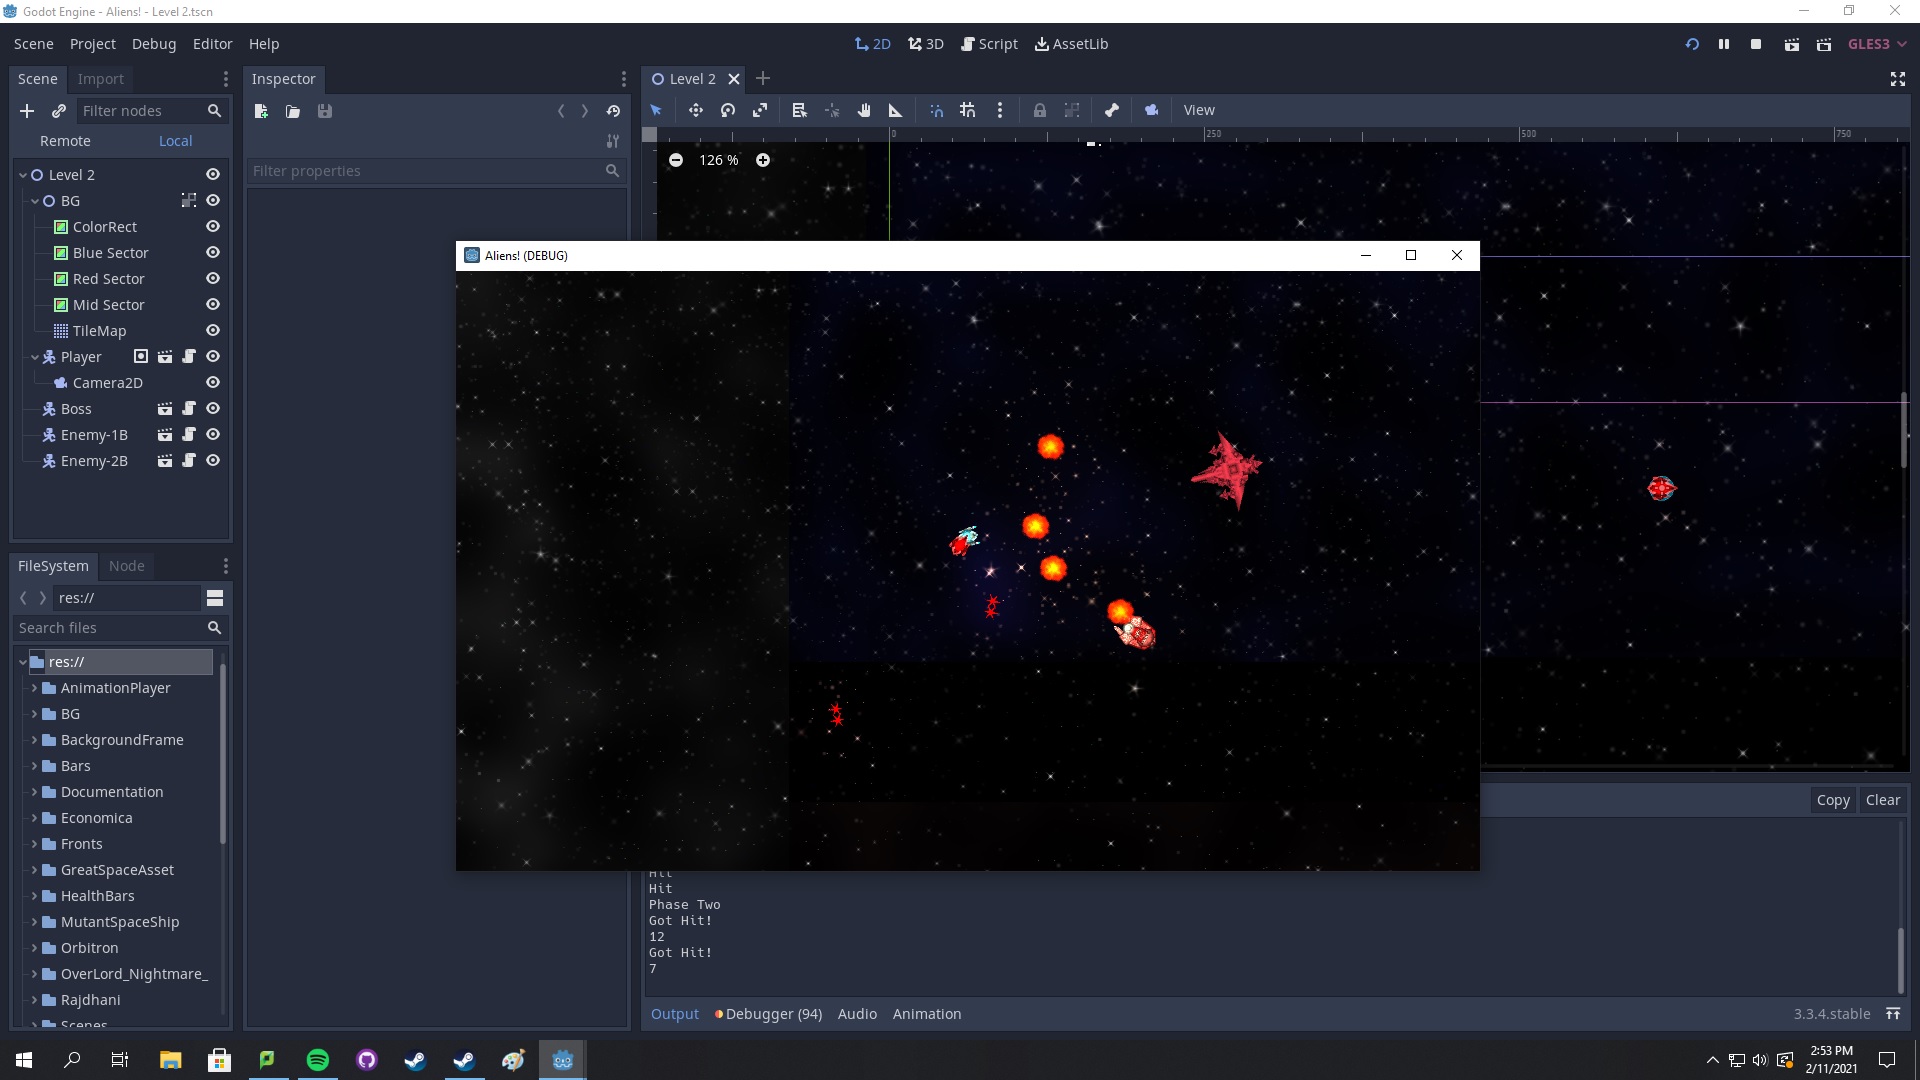 Godot Engine - Aliens! - Level 2.tscn
Scene Project Debug Editor Help
2D 3D Script AssetLib
GLES3
Scene Import
Filter nodes
Remote Local
Level 2
BG
ColorRect
Blue Sector
Red Sector
Mid Sector
TileMap
Player
Camera2D
Boss
Enemy-1B
Enemy-2B
FileSystem Node
res://
Search files
res://
AnimationPlayer
BG
BackgroundFrame
Bars
Documentation
Economica
Fronts
GreatSpaceAsset
HealthBars
MutantSpaceShip
Orbitron
OverLord_Nightmare_
Rajdhani
Scenes
Inspector
Filter properties
Level 2
View
0 250 500 750
126 %
Aliens! (DEBUG)
Copy Clear
Hit
Hit
Phase Two
Got Hit!
12
Got Hit!
7
Output Debugger (94) Audio Animation
3.3.4.stable
2:53 PM
2/11/2021